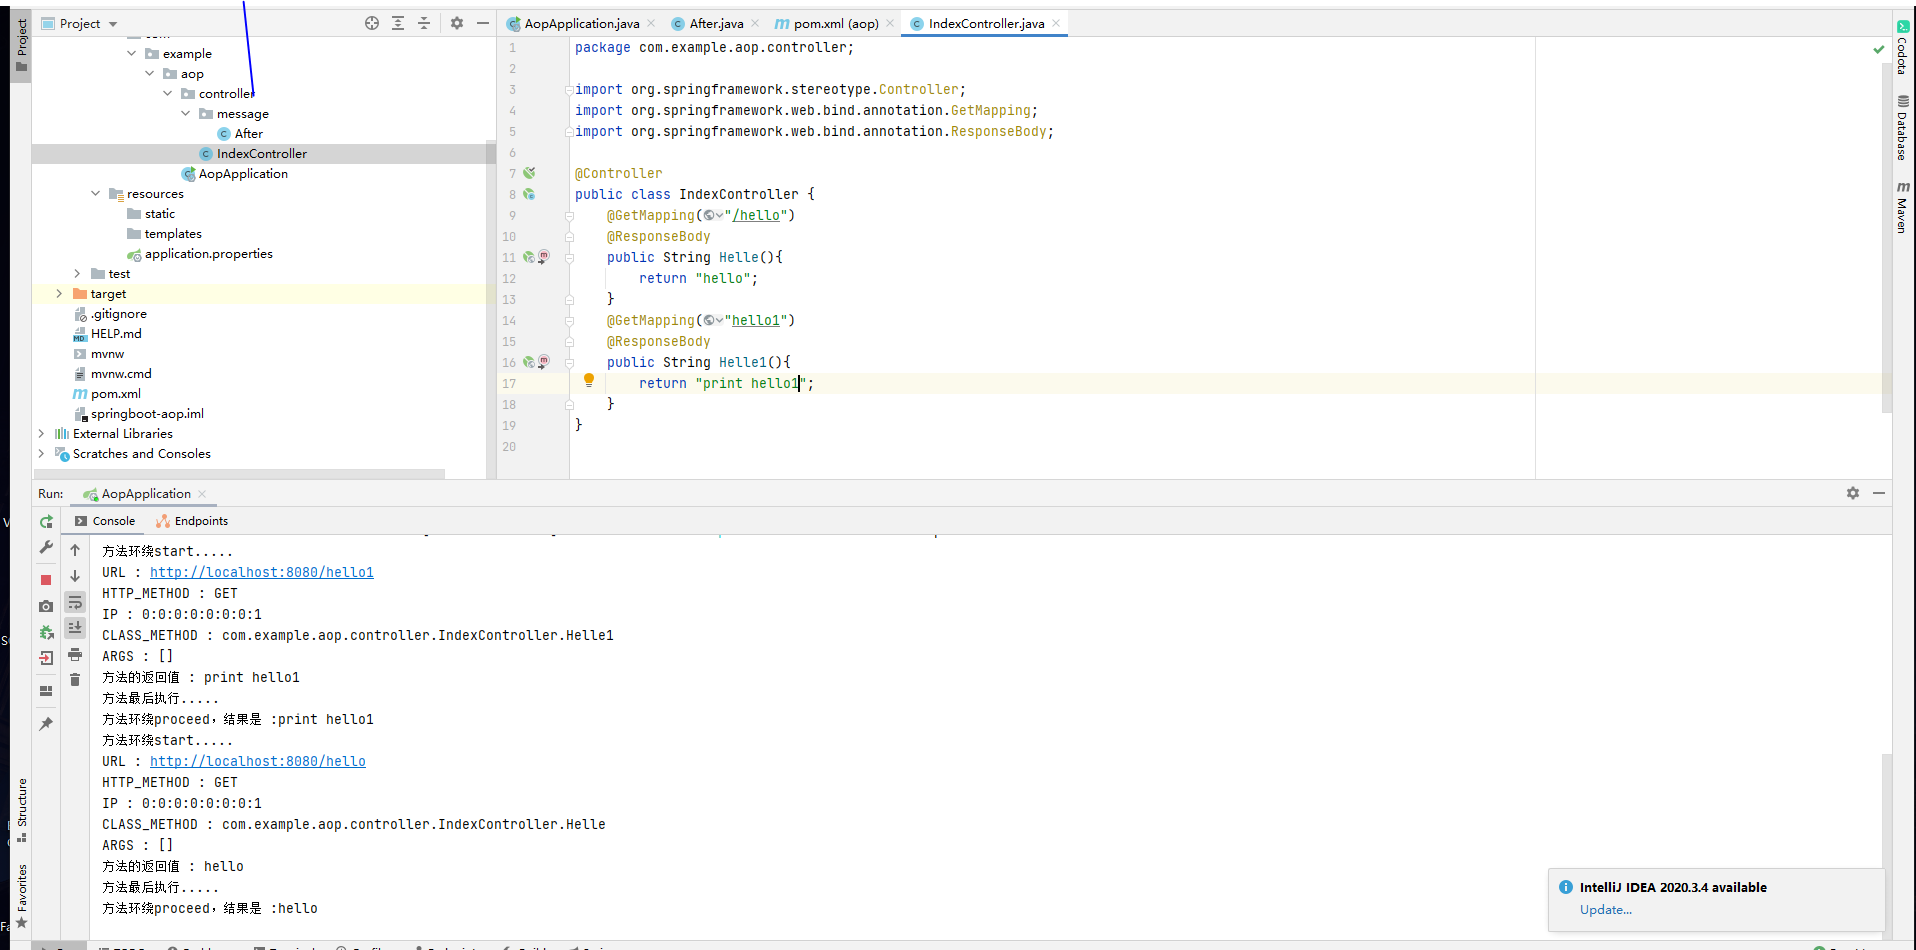 Project
AopApplication.java
After.java
pom.xml (aop)
IndexController.java
Project
example
aop
controller
message
After
IndexController
AopApplication
resources
static
templates
application.properties
test
target
.gitignore
HELP.md
mvnw
mvnw.cmd
pom.xml
springboot-aop.iml
External Libraries
Scratches and Consoles
1 package com.example.aop.controller;
2
3 import org.springframework.stereotype.Controller;
4 import org.springframework.web.bind.annotation.GetMapping;
5 import org.springframework.web.bind.annotation.ResponseBody;
6
7 @Controller
8 public class IndexController {
9 @GetMapping("/hello")
10 @ResponseBody
11 public String Helle(){
12 return "hello";
13 }
14 @GetMapping("hello1")
15 @ResponseBody
16 public String Helle1(){
17 return "print hello1";
18 }
19 }
20
Codota
Database
Maven
Run:
AopApplication
Console
Endpoints
方法环绕start.....
URL : http://localhost:8080/hello1
HTTP_METHOD : GET
IP : 0:0:0:0:0:0:0:1
CLASS_METHOD : com.example.aop.controller.IndexController.Helle1
ARGS : []
方法的返回值 : print hello1
方法最后执行.....
方法环绕proceed，结果是 :print hello1
方法环绕start.....
URL : http://localhost:8080/hello
HTTP_METHOD : GET
IP : 0:0:0:0:0:0:0:1
CLASS_METHOD : com.example.aop.controller.IndexController.Helle
ARGS : []
方法的返回值 : hello
方法最后执行.....
方法环绕proceed，结果是 :hello
Structure
Favorites
IntelliJ IDEA 2020.3.4 available
Update...